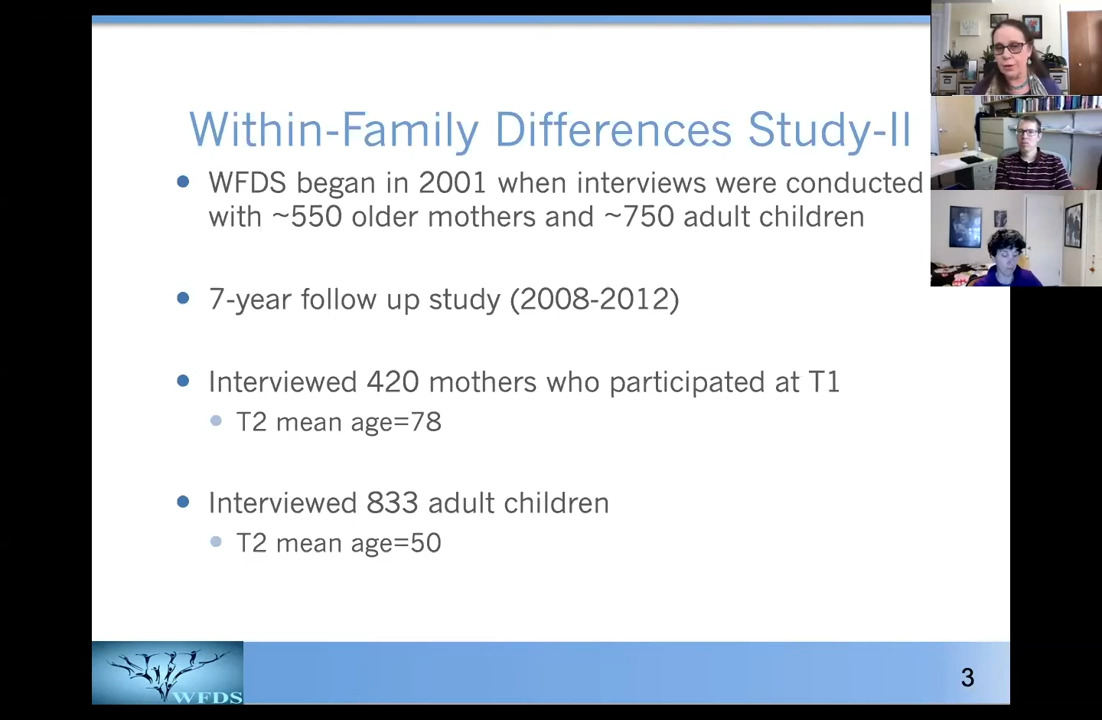 Within-Family Differences Study-II
WFDS began in 2001 when interviews were conducted
with ~550 older mothers and ~750 adult children
7-year follow up study (2008-2012)
Interviewed 420 mothers who participated at T1
T2 mean age=78
Interviewed 833 adult children
T2 mean age=50
WFDS
3